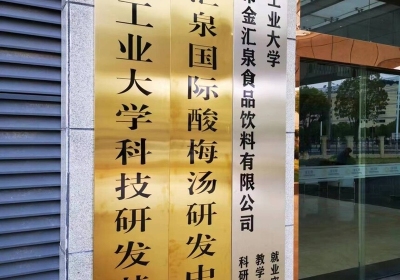 工业大学科技研发
汇泉国际酸梅汤研发中
工业大学
金汇泉食品饮料有限公司
就业
教学
科研